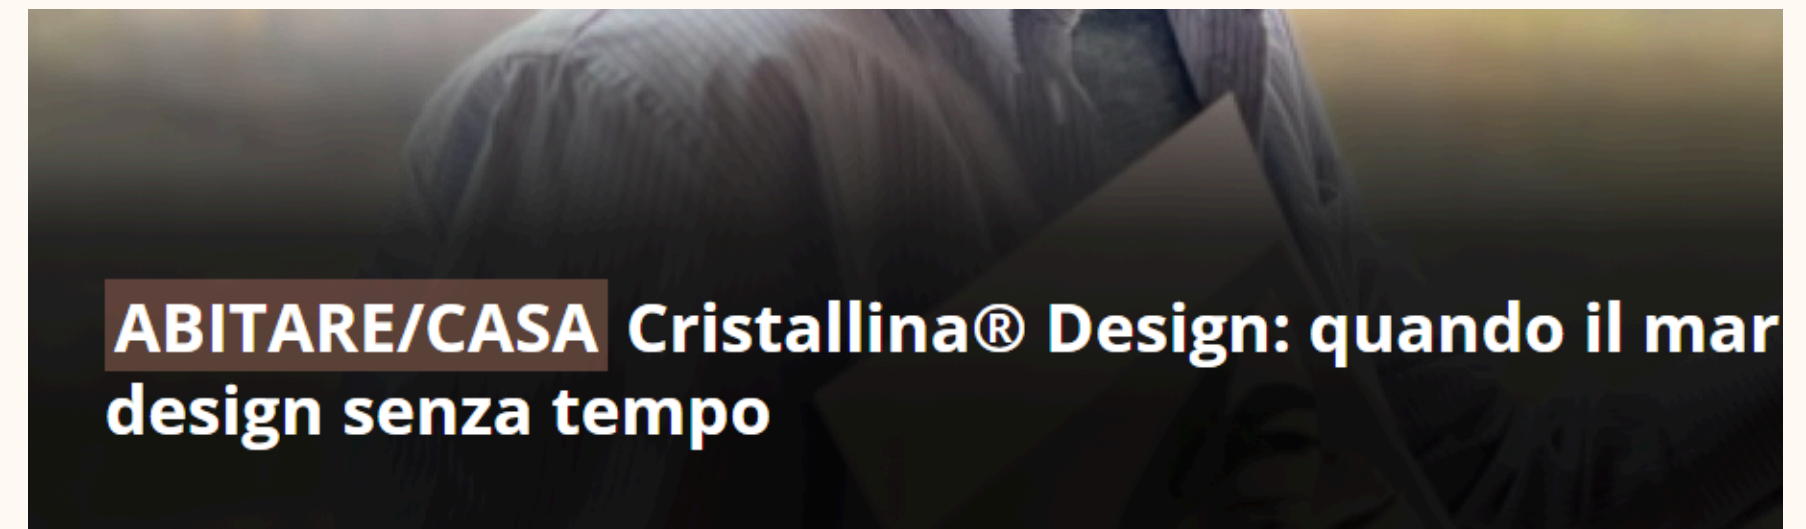 ABITARE/CASA Cristallina® Design: quando il mar
design senza tempo